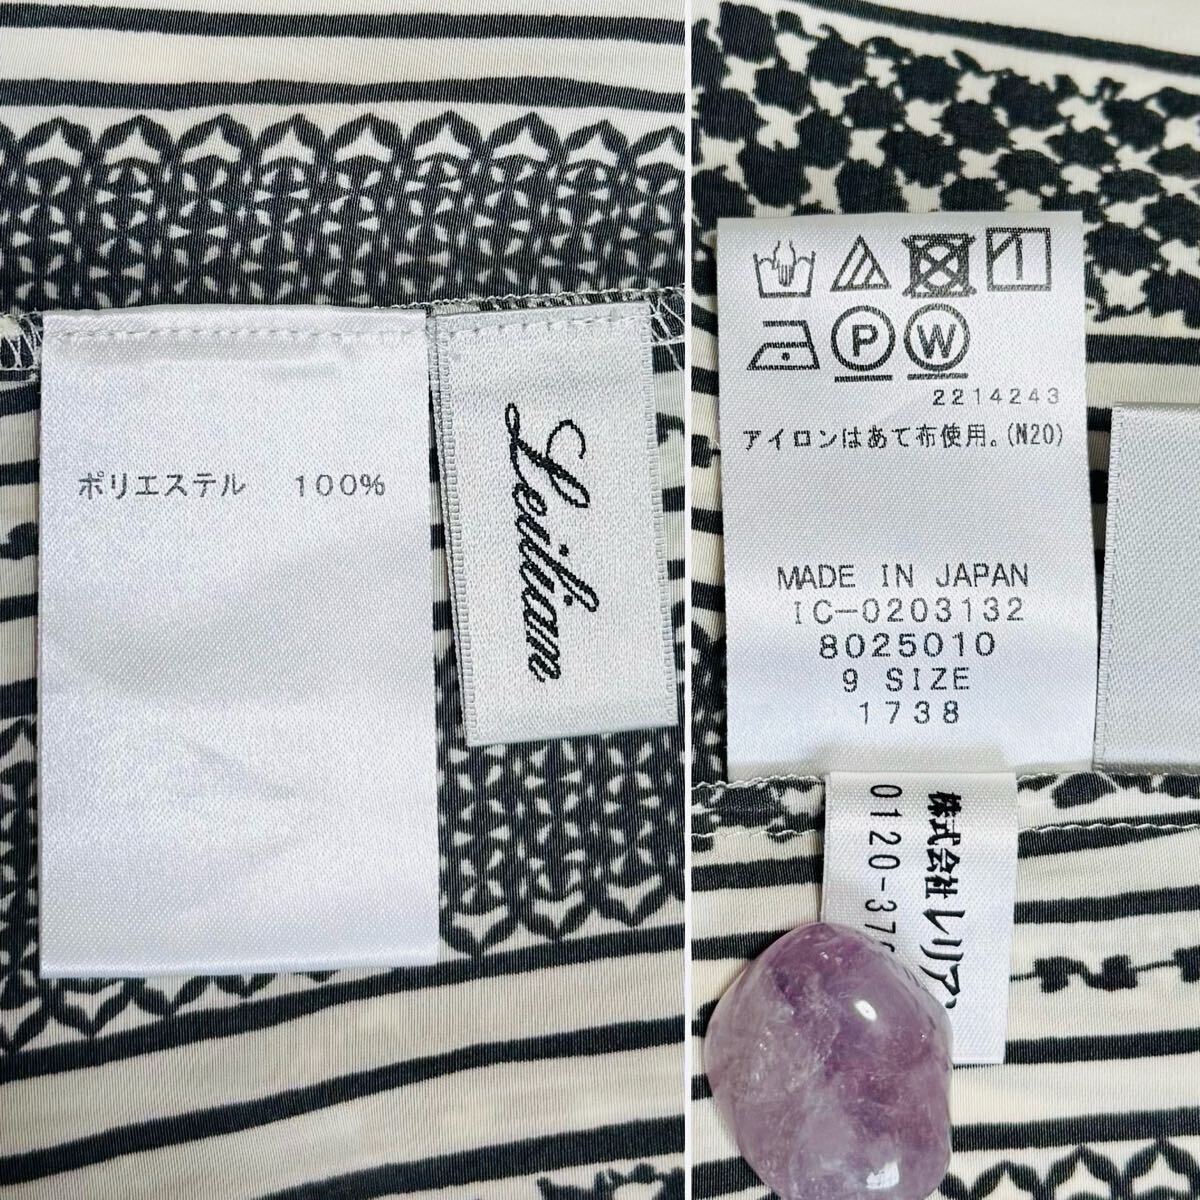 ポリエステル 100%
Leilian
P W
2214243
アイロンはあて布使用。(N20)
MADE IN JAPAN
IC-0203132
8025010
9 SIZE
1738
株式会社レリアン
0120-37